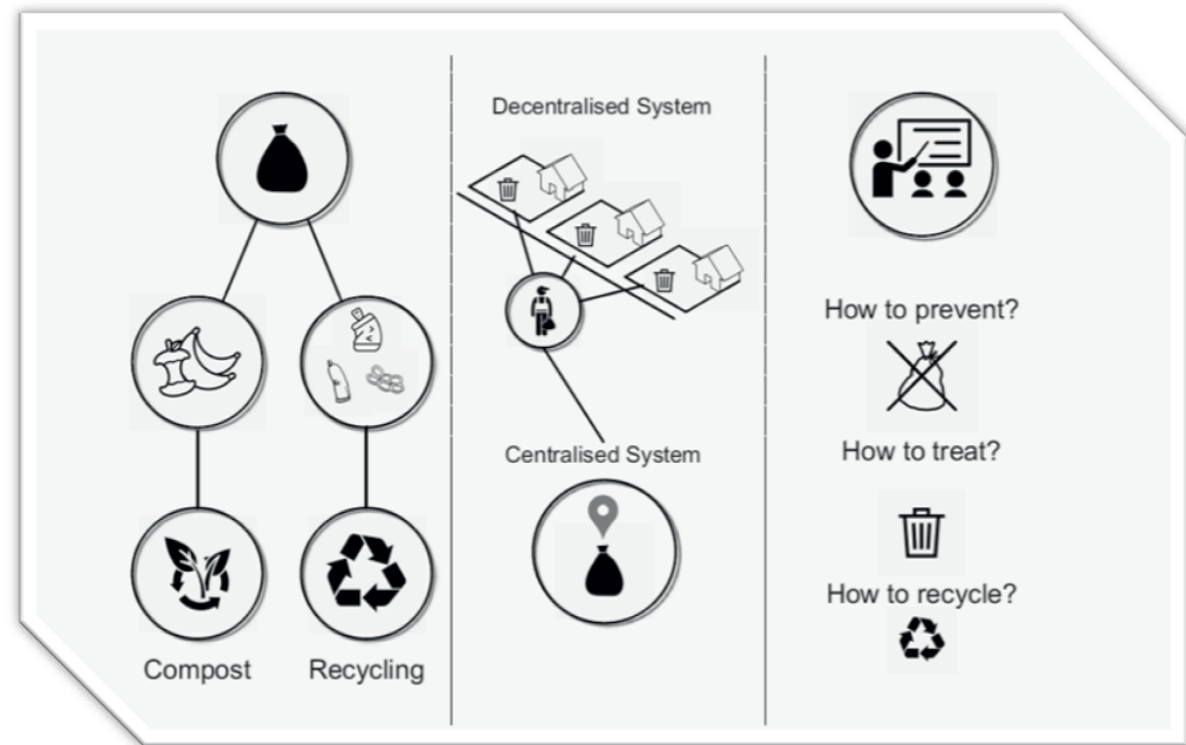 Compost
Recycling
Decentralised System
Centralised System
How to prevent?
How to treat?
How to recycle?